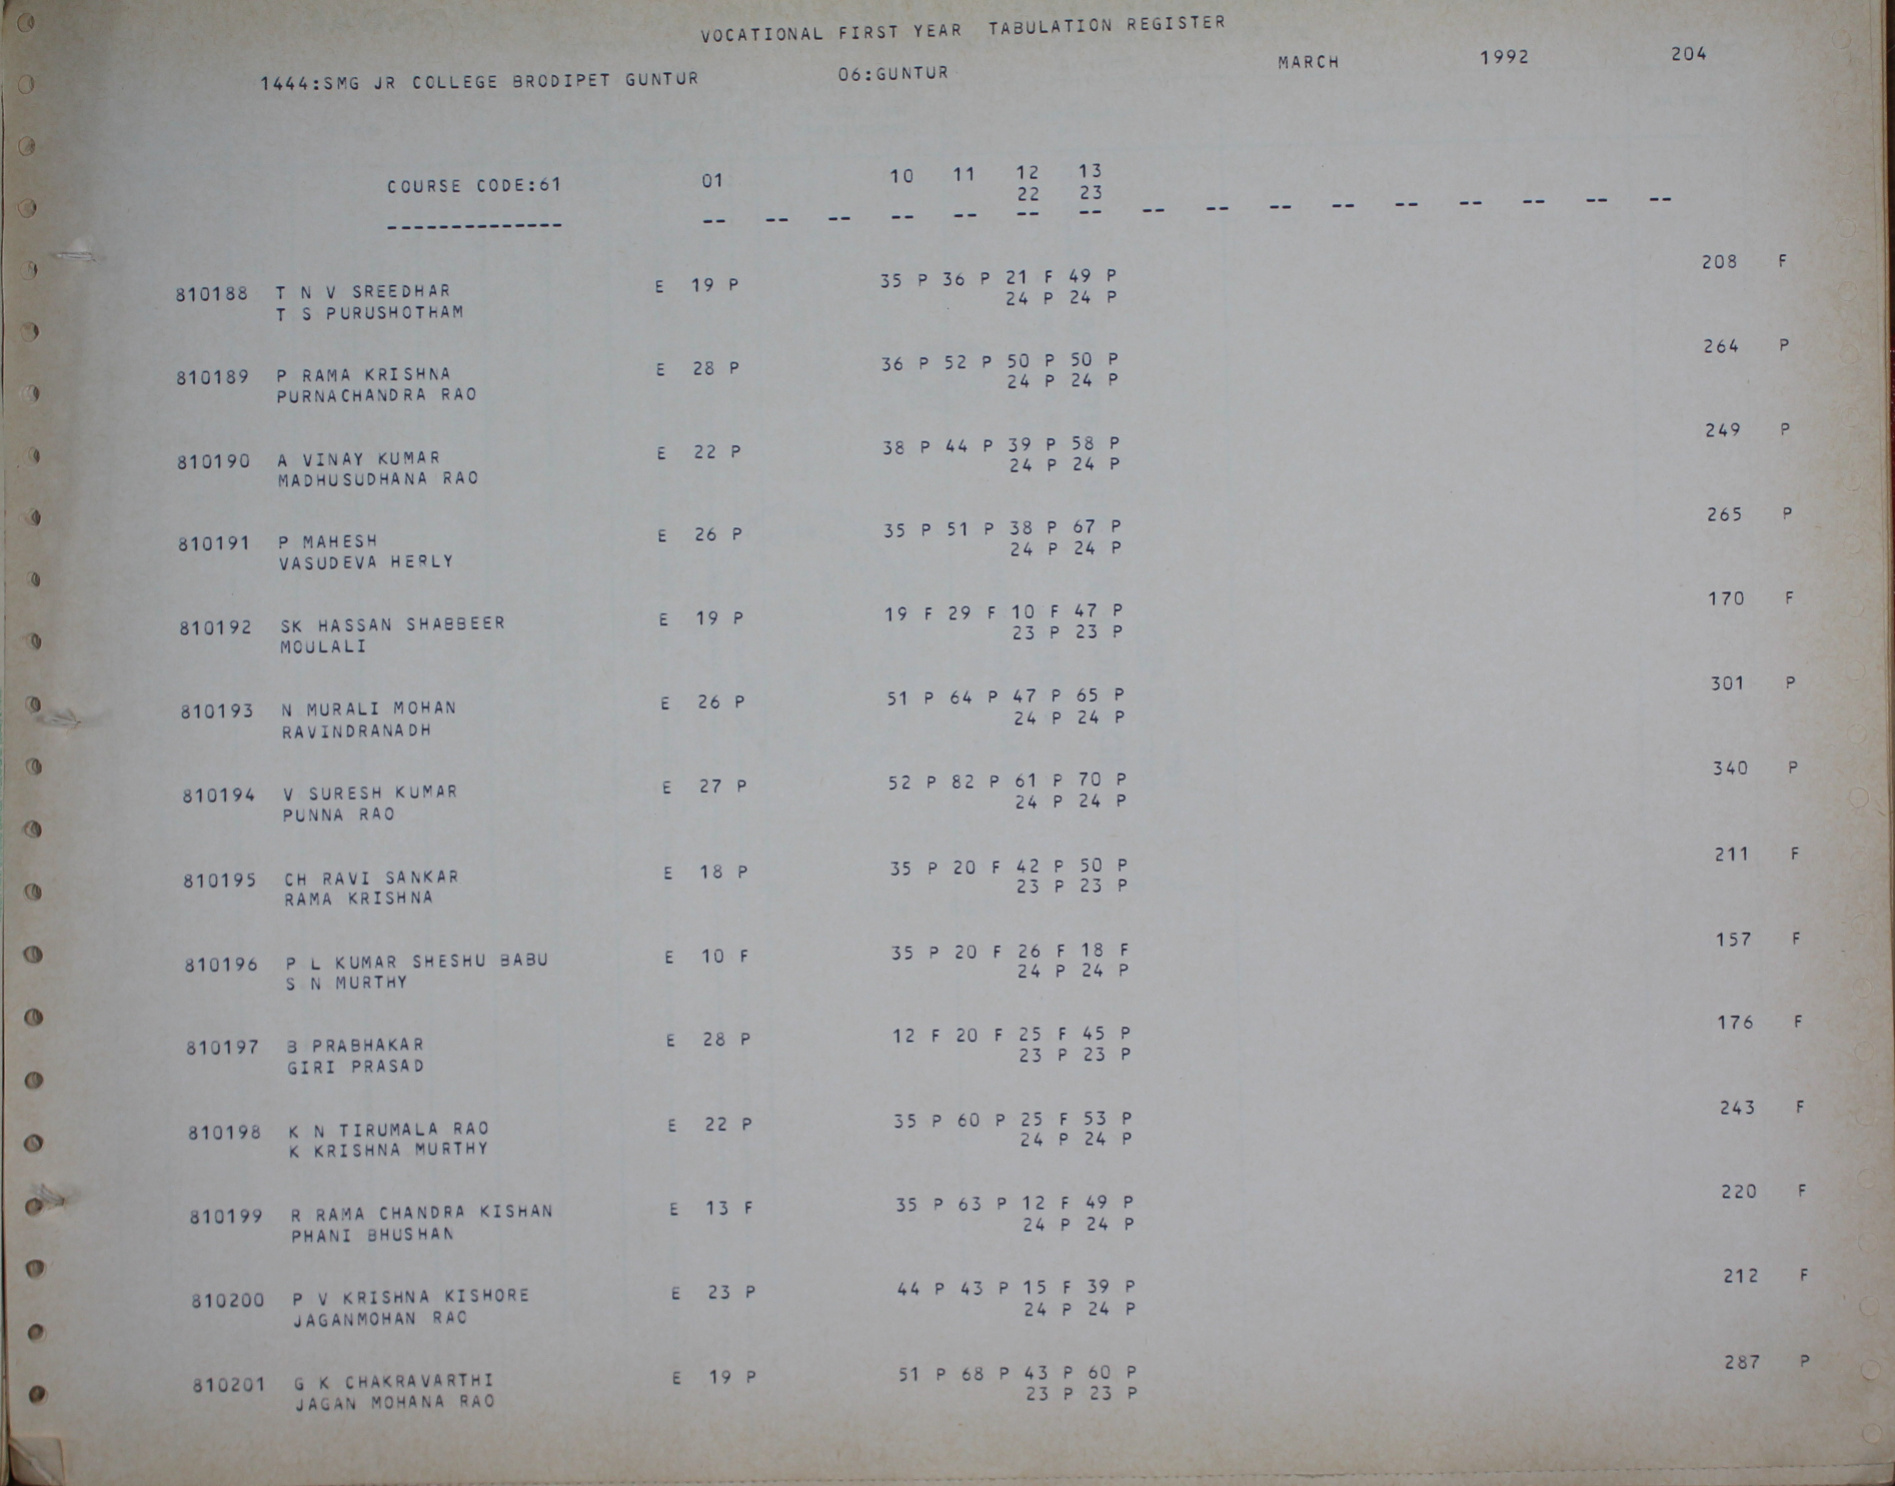 VOCATIONAL FIRST YEAR TABULATION REGISTER
1444:SMG JR COLLEGE BRODIPET GUNTUR 06:GUNTUR MARCH 1992 204
COURSE CODE:61 01 10 11 12 13
22 23
-------------- -- -- -- -- -- -- -- -- -- -- -- -- -- -- -- --
810188 T N V SREEDHAR E 19 P 35 P 36 P 21 F 49 P 208 F
T S PURUSHOTHAM 24 P 24 P
810189 P RAMA KRISHNA E 28 P 36 P 52 P 50 P 50 P 264 P
PURNACHANDRA RAO 24 P 24 P
810190 A VINAY KUMAR E 22 P 38 P 44 P 39 P 58 P 249 P
MADHUSUDHANA RAO 24 P 24 P
810191 P MAHESH E 26 P 35 P 51 P 38 P 67 P 265 P
VASUDEVA HERLY 24 P 24 P
810192 SK HASSAN SHABBEER E 19 P 19 F 29 F 10 F 47 P 170 F
MOULALI 23 P 23 P
810193 N MURALI MOHAN E 26 P 51 P 64 P 47 P 65 P 301 P
RAVINDRANADH 24 P 24 P
810194 V SURESH KUMAR E 27 P 52 P 82 P 61 P 70 P 340 P
PUNNA RAO 24 P 24 P
810195 CH RAVI SANKAR E 18 P 35 P 20 F 42 P 50 P 211 F
RAMA KRISHNA 23 P 23 P
810196 P L KUMAR SHESHU BABU E 10 F 35 P 20 F 26 F 18 F 157 F
S N MURTHY 24 P 24 P
810197 B PRABHAKAR E 28 P 12 F 20 F 25 F 45 P 176 F
GIRI PRASAD 23 P 23 P
810198 K N TIRUMALA RAO E 22 P 35 P 60 P 25 F 53 P 243 F
K KRISHNA MURTHY 24 P 24 P
810199 R RAMA CHANDRA KISHAN E 13 F 35 P 63 P 12 F 49 P 220 F
PHANI BHUSHAN 24 P 24 P
810200 P V KRISHNA KISHORE E 23 P 44 P 43 P 15 F 39 P 212 F
JAGANMOHAN RAO 24 P 24 P
810201 G K CHAKRAVARTHI E 19 P 51 P 68 P 43 P 60 P 287 P
JAGAN MOHANA RAO 23 P 23 P